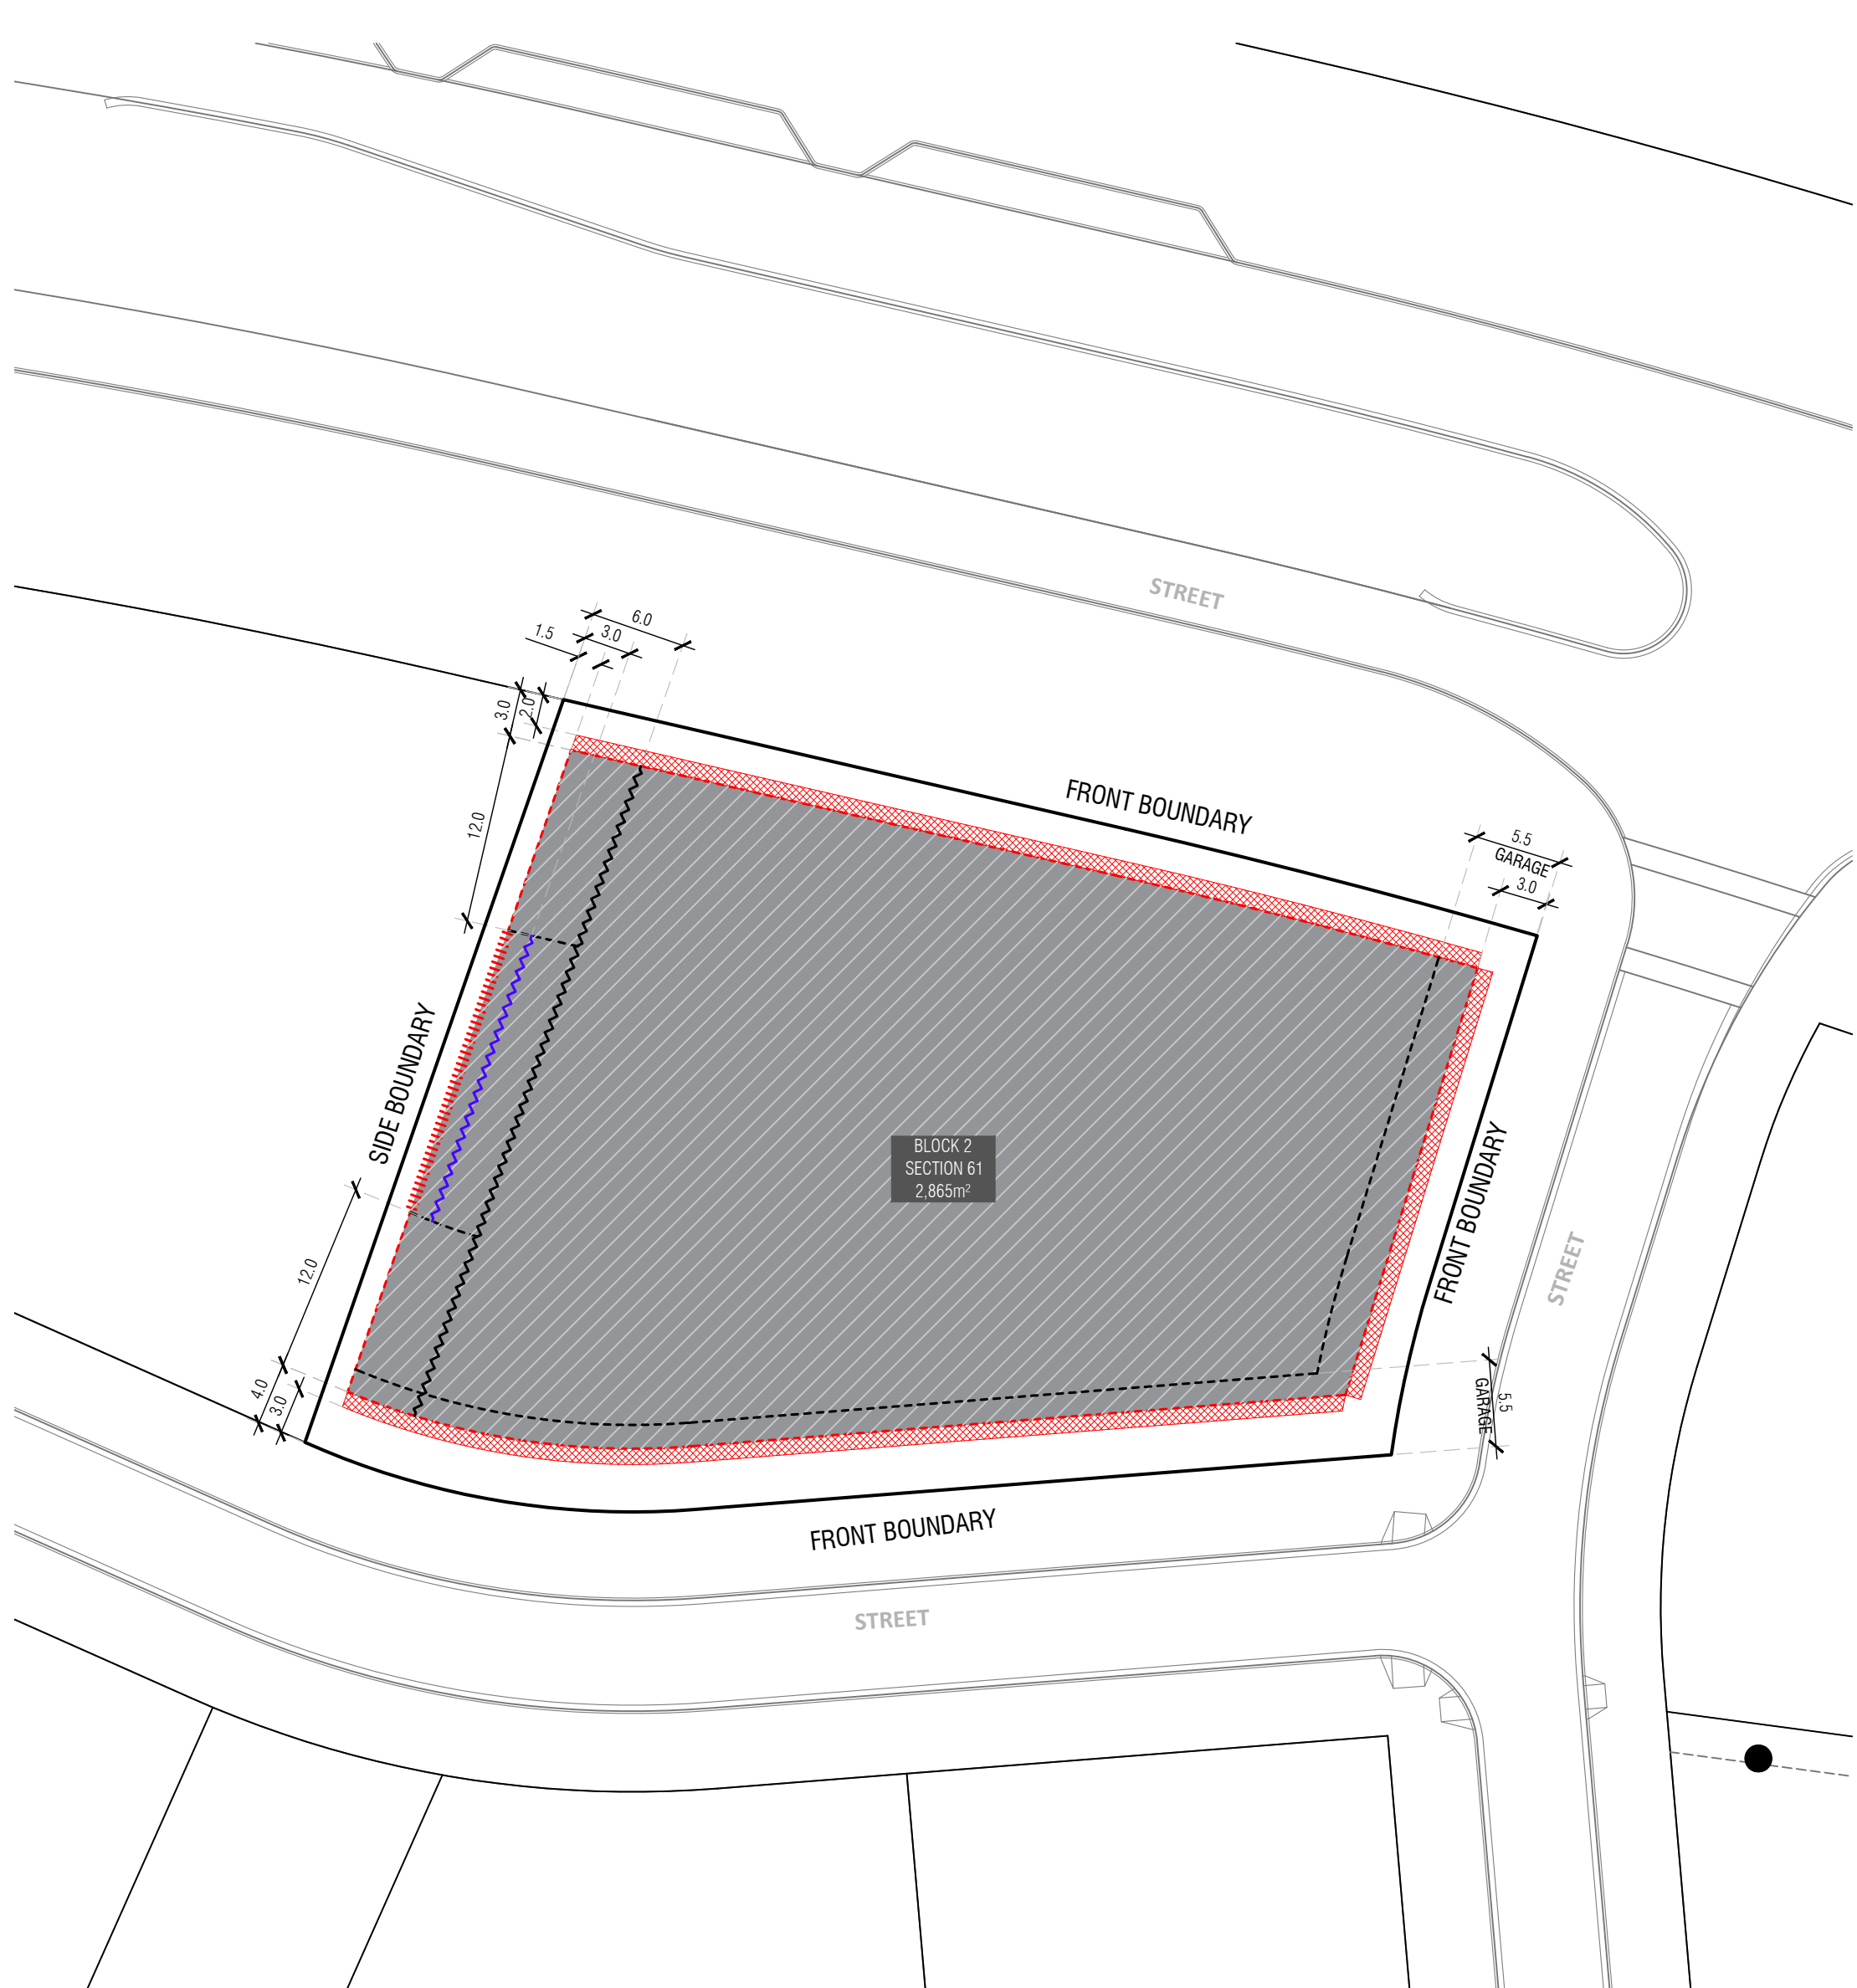 STREET
6.0
1.5
3.0
3.0
2.0
FRONT BOUNDARY
12.0
5.5
GARAGE
3.0
SIDE BOUNDARY
BLOCK 2
SECTION 61
2,865m²
FRONT BOUNDARY
STREET
12.0
4.0
3.0
5.5
GARAGE
FRONT BOUNDARY
STREET